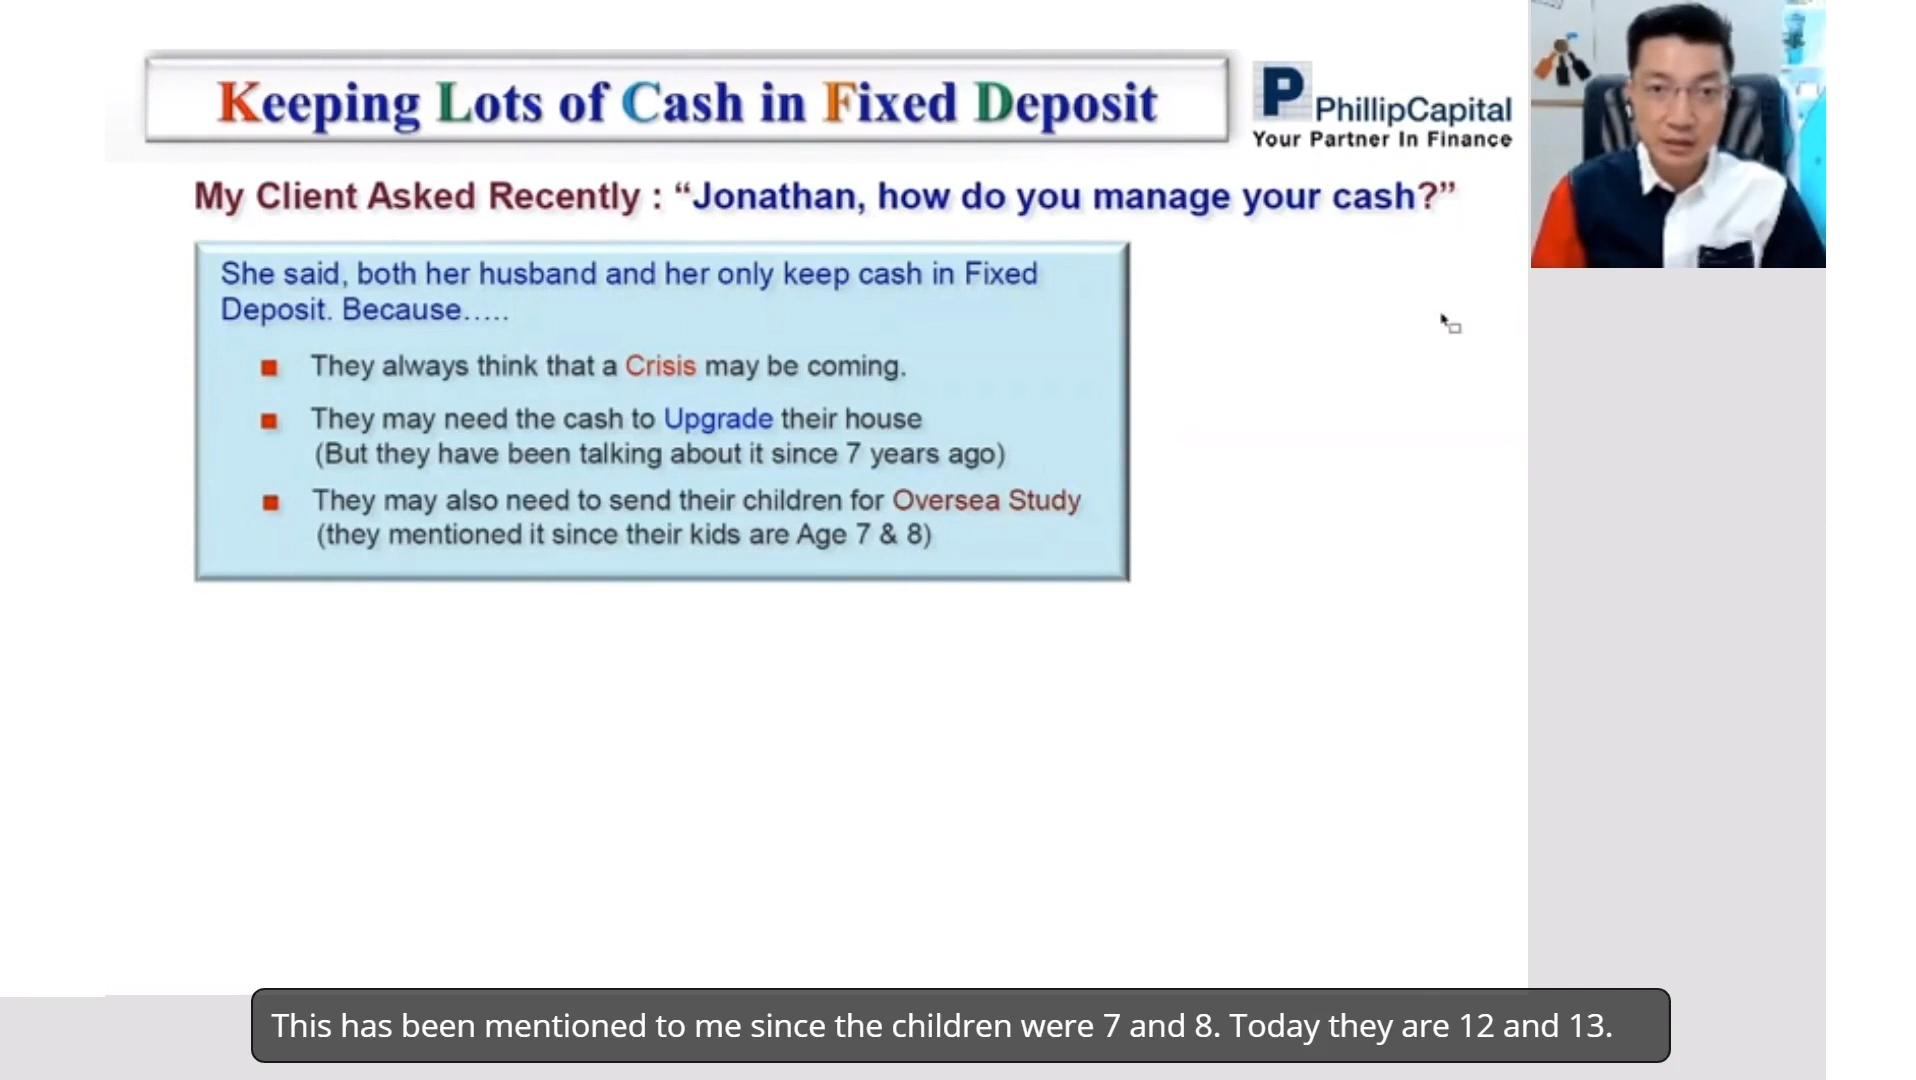 Keeping Lots of Cash in Fixed Deposit
P PhillipCapital
Your Partner In Finance
My Client Asked Recently : “Jonathan, how do you manage your cash?”
She said, both her husband and her only keep cash in Fixed
Deposit. Because…..
They always think that a Crisis may be coming.
They may need the cash to Upgrade their house
(But they have been talking about it since 7 years ago)
They may also need to send their children for Oversea Study
(they mentioned it since their kids are Age 7 & 8)
This has been mentioned to me since the children were 7 and 8. Today they are 12 and 13.